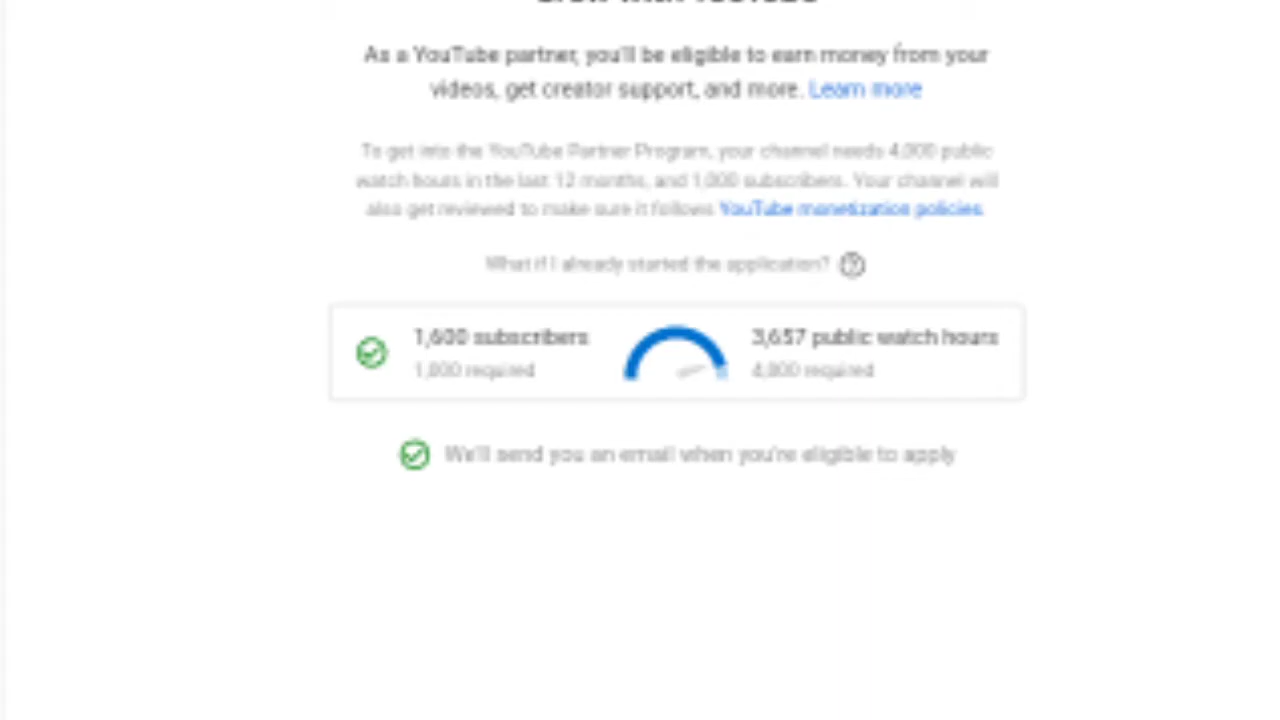 Grow with YouTube
As a YouTube partner, you'll be eligible to earn money from your
videos, get creator support, and more. Learn more
To get into the YouTube Partner Program, your channel needs 4,000 public
watch hours in the last 12 months, and 1,000 subscribers. Your channel will
also get reviewed to make sure it follows YouTube monetization policies.
What if I already started the application?
1,600 subscribers
1,000 required
3,657 public watch hours
4,000 required
We'll send you an email when you're eligible to apply